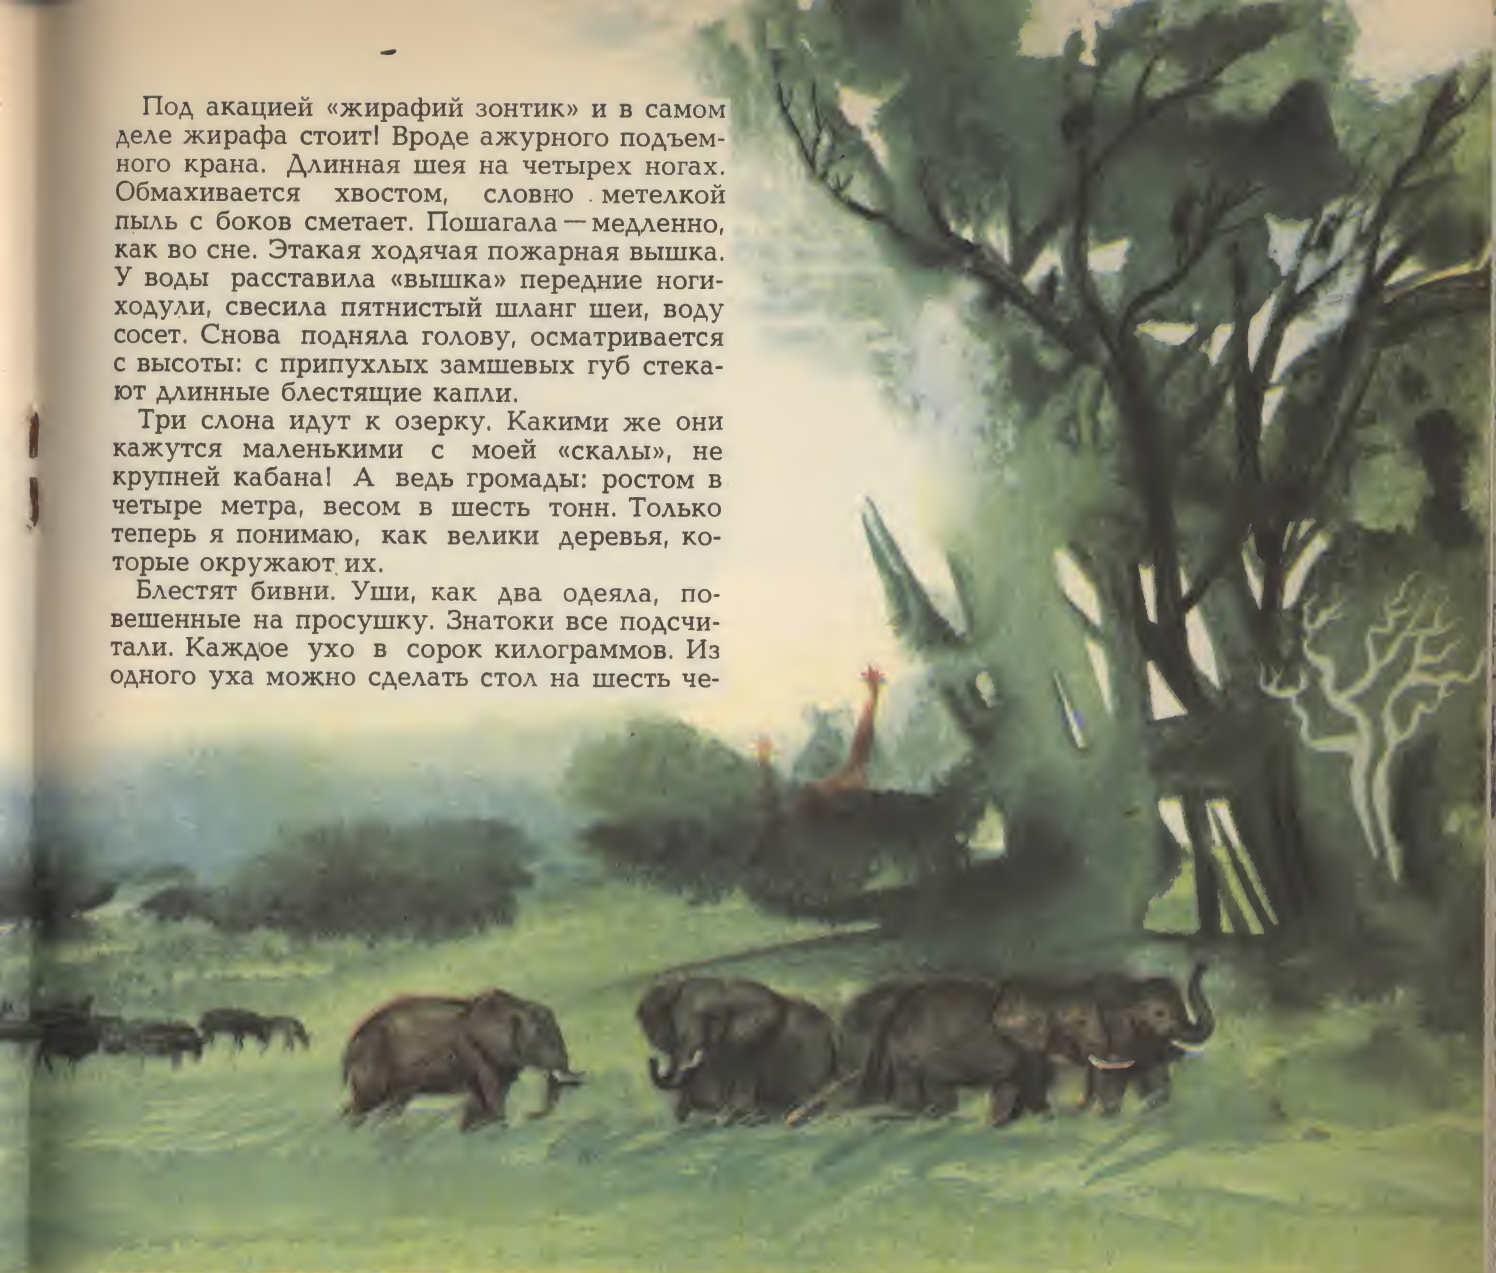 Под акацией «жирафий зонтик» и в самом
деле жирафа стоит! Вроде ажурного подъем-
ного крана. Длинная шея на четырех ногах.
Обмахивается хвостом, словно метелкой
пыль с боков сметает. Пошагала — медленно,
как во сне. Этакая ходячая пожарная вышка.
У воды расставила «вышка» передние ноги-
ходули, свесила пятнистый шланг шеи, воду
сосет. Снова подняла голову, осматривается
с высоты: с припухлых замшевых губ стека-
ют длинные блестящие капли.
Три слона идут к озерку. Какими же они
кажутся маленькими с моей «скалы», не
крупней кабана! А ведь громады: ростом в
четыре метра, весом в шесть тонн. Только
теперь я понимаю, как велики деревья, ко-
торые окружают их.
Блестят бивни. Уши, как два одеяла, по-
вешенные на просушку. Знатоки все подсчи-
тали. Каждое ухо в сорок килограммов. Из
одного уха можно сделать стол на шесть че-